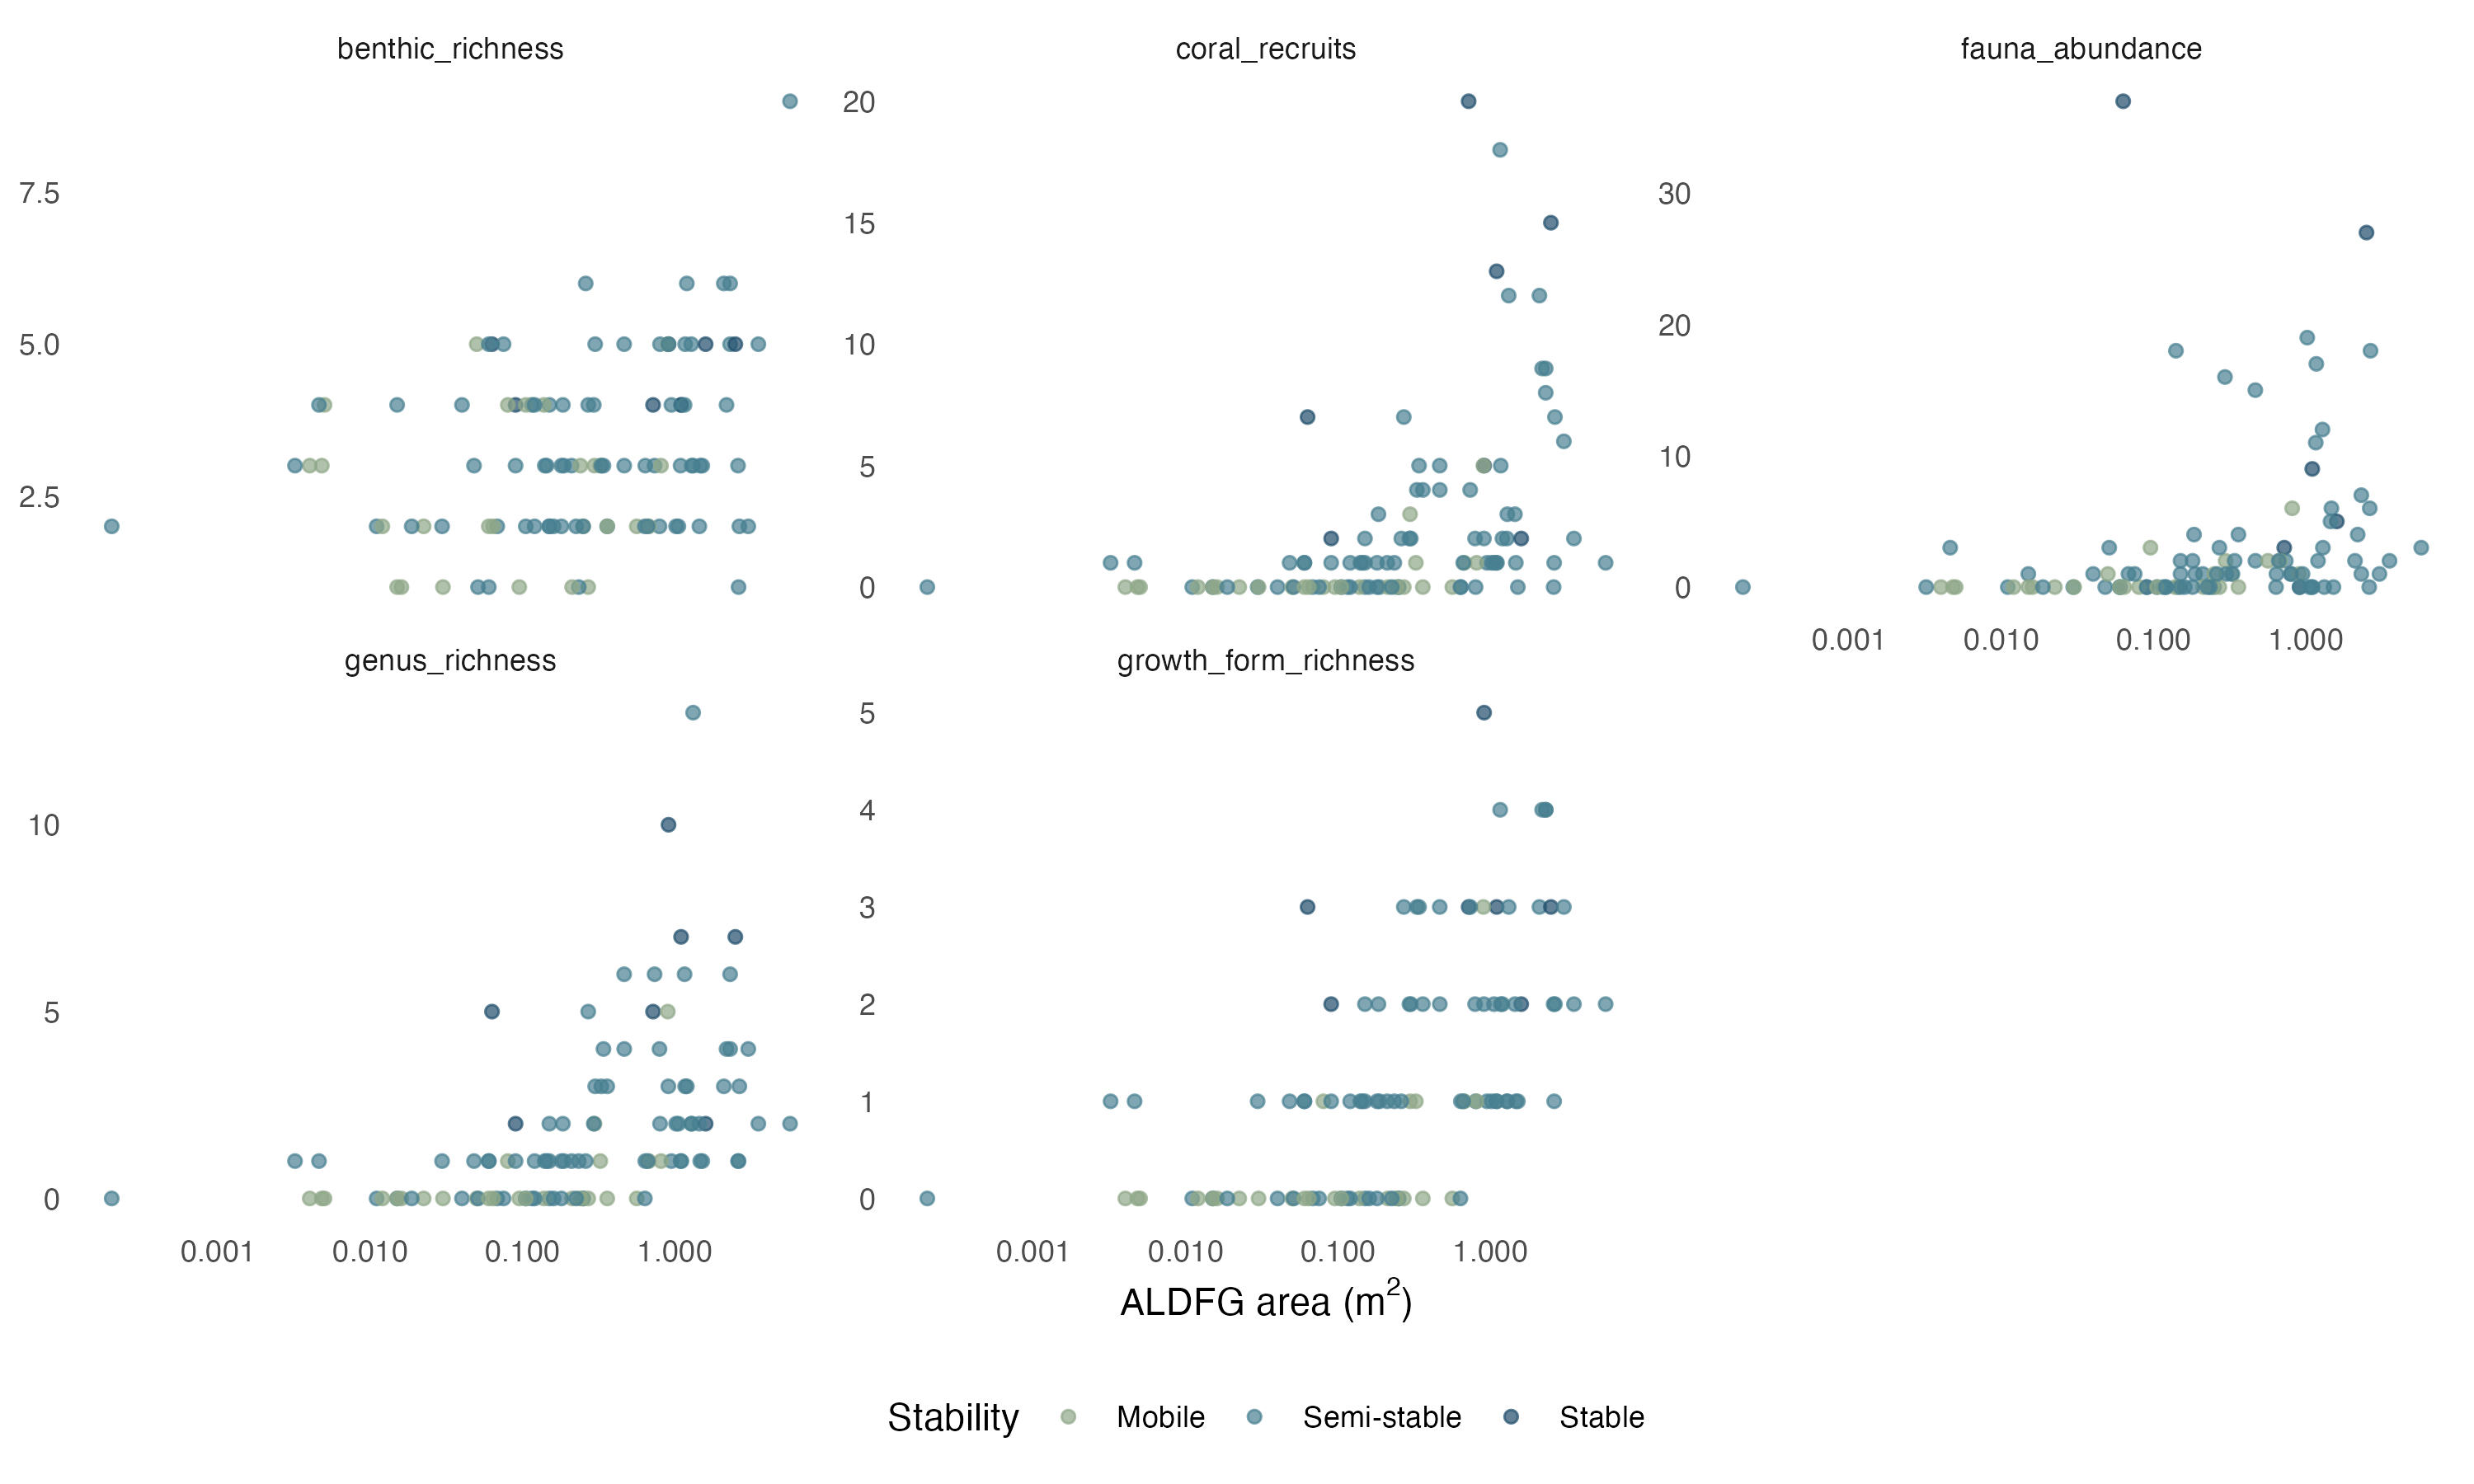 benthic_richness
coral_recruits
fauna_abundance
7.5
5.0
2.5
20
15
10
5
0
30
20
10
0
0.001 0.010 0.100 1.000
genus_richness
growth_form_richness
10
5
0
5
4
3
2
1
0
0.001 0.010 0.100 1.000
0.001 0.010 0.100 1.000
ALDFG area (m²)
Stability Mobile Semi-stable Stable